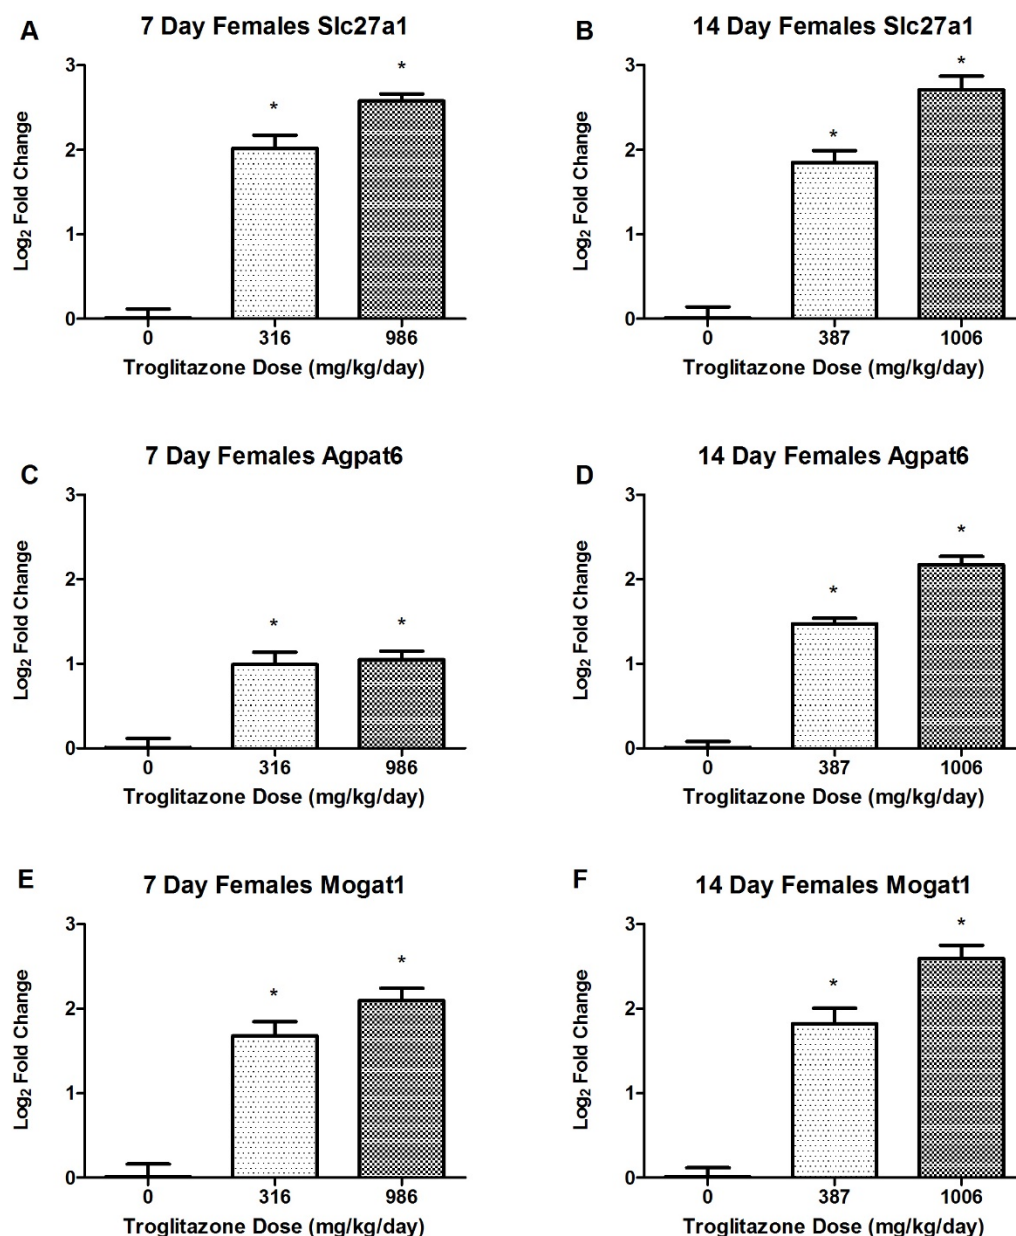 A
7 Day Females Slc27a1
Log2 Fold Change
3
*
*
2
1
0
0 316 986
Troglitazone Dose (mg/kg/day)
B
14 Day Females Slc27a1
Log2 Fold Change
3
*
*
2
1
0
0 387 1006
Troglitazone Dose (mg/kg/day)
C
7 Day Females Agpat6
Log2 Fold Change
3
2
*
*
1
0
0 316 986
Troglitazone Dose (mg/kg/day)
D
14 Day Females Agpat6
Log2 Fold Change
3
*
2
*
1
0
0 387 1006
Troglitazone Dose (mg/kg/day)
E
7 Day Females Mogat1
Log2 Fold Change
3
*
*
2
1
0
0 316 986
Troglitazone Dose (mg/kg/day)
F
14 Day Females Mogat1
Log2 Fold Change
3
*
*
2
1
0
0 387 1006
Troglitazone Dose (mg/kg/day)